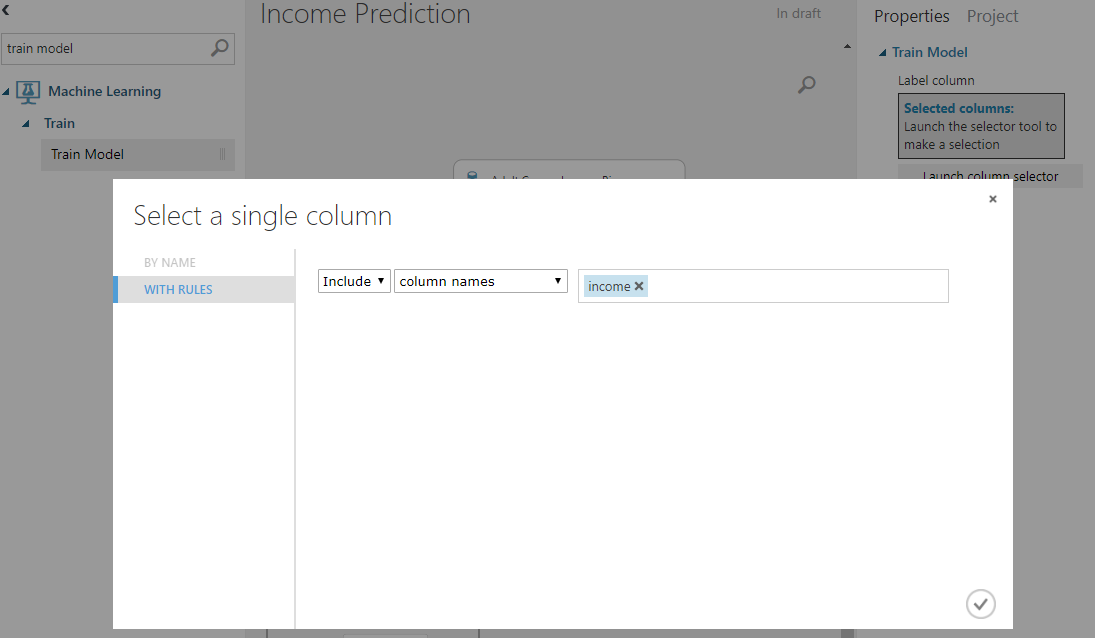 Income Prediction
In draft
Properties Project
train model
Machine Learning
Train
Train Model
Train Model
Label column
Selected columns:
Launch the selector tool to
make a selection
Launch column selector
Select a single column
BY NAME
WITH RULES
Include
column names
income